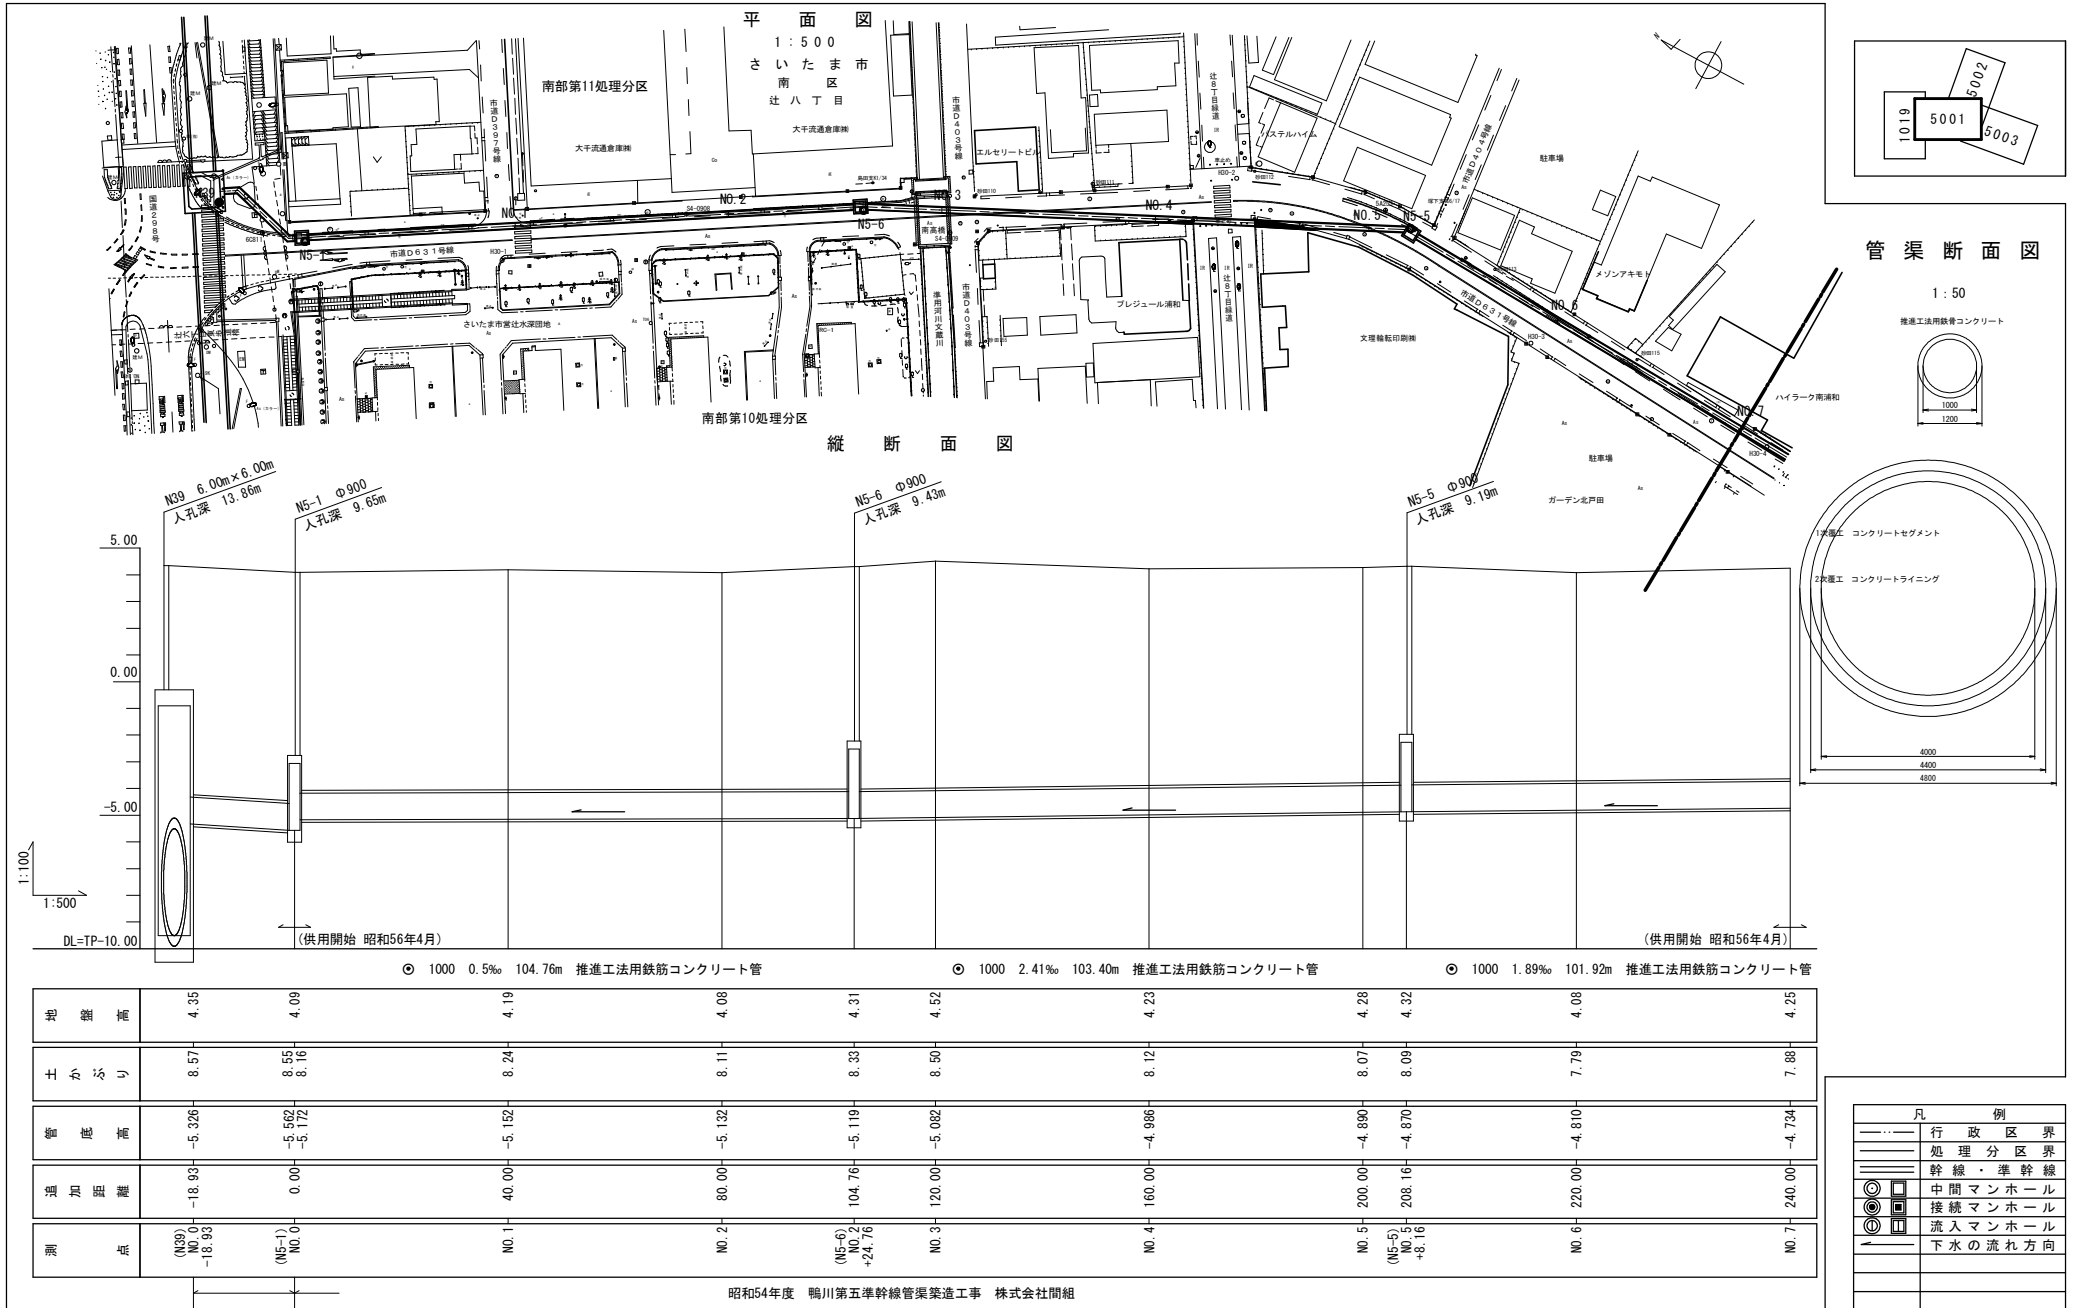 平面図
1:500
さいたま市
南区
辻八丁目
南部第11処理分区
大千流通倉庫㈱
大千流通倉庫㈱
市道D397号線
市道D403号線
辻8丁目緑道
エルセリートビル
パステルハイム
市道D404号線
駐車場
国道298号
N5-1
市道D631号線
H30-1
NO.2
S4-0908
N5-6
NO.3
南高橋
NO.4
H30-2
NO.5
N5-5
さいたま市営辻水深団地
準用河川文蔵川
市道D403号線
プレジュール浦和
辻8丁目緑道
文理輪転印刷㈱
メゾンアキモト
市道D631号線
NO.6
H30-3
NO.7
H30-4
ハイラーク南浦和
駐車場
ガーデン北戸田
南部第10処理分区
1019
5001
5002
5003
管渠断面図
1:50
推進工法用鉄骨コンクリート
1000
1200
1次覆工 コンクリートセグメント
2次覆工 コンクリートライニング
4000
4400
4800
縦断面図
N39 6.00m×6.00m
人孔深 13.86m
N5-1 Φ900
人孔深 9.65m
N5-6 Φ900
人孔深 9.43m
N5-5 Φ900
人孔深 9.19m
5.00
0.00
-5.00
DL=TP-10.00
1:100
1:500
(供用開始 昭和56年4月)
(供用開始 昭和56年4月)
◉ 1000 0.5‰ 104.76m 推進工法用鉄筋コンクリート管
◉ 1000 2.41‰ 103.40m 推進工法用鉄筋コンクリート管
◉ 1000 1.89‰ 101.92m 推進工法用鉄筋コンクリート管
地盤高 4.35 4.09 4.19 4.08 4.31 4.52 4.23 4.28 4.32 4.08 4.25
土かぶり 8.57 8.55 8.16 8.24 8.11 8.33 8.50 8.12 8.07 8.09 7.79 7.88
管底高 -5.326 -5.562 -5.172 -5.152 -5.132 -5.119 -5.082 -4.986 -4.890 -4.870 -4.810 -4.734
追加距離 -18.93 0.00 40.00 80.00 104.76 120.00 160.00 200.00 208.16 220.00 240.00
測点 (N39) NO.0 -18.93 (N5-1) NO.0 NO.1 NO.2 (N5-6) NO.2 +24.76 NO.3 NO.4 NO.5 (N5-5) NO.5 +8.16 NO.6 NO.7
昭和54年度 鴨川第五準幹線管渠築造工事 株式会社間組
凡例
行政区界
処理分区界
幹線・準幹線
中間マンホール
接続マンホール
流入マンホール
下水の流れ方向